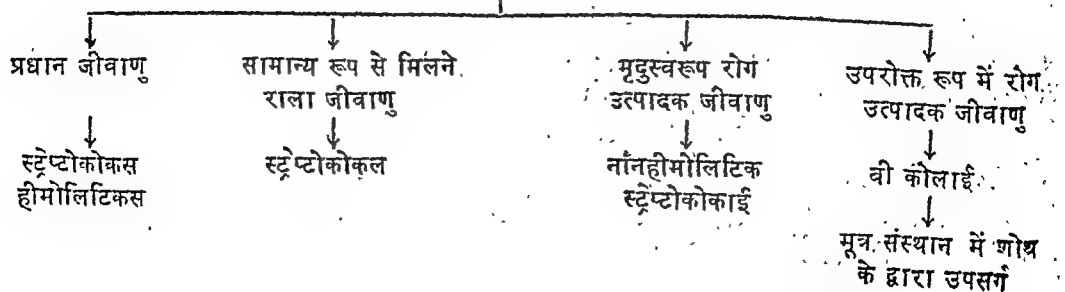 प्रधान जीवाणु
स्ट्रेप्टोकोकस
हीमोलिटिकस
सामान्य रूप से मिलने
राला जीवाणु
स्ट्रेप्टोकोकल
मृदुस्वरूप रोग
उत्पादक जीवाणु
नॉनहीमोलिटिक
स्ट्रेप्टोकोकाई
उपरोक्त रूप में रोग
उत्पादक जीवाणु
वी कोलाई
मूत्र संस्थान में शोथ
के द्वारा उपसर्ग